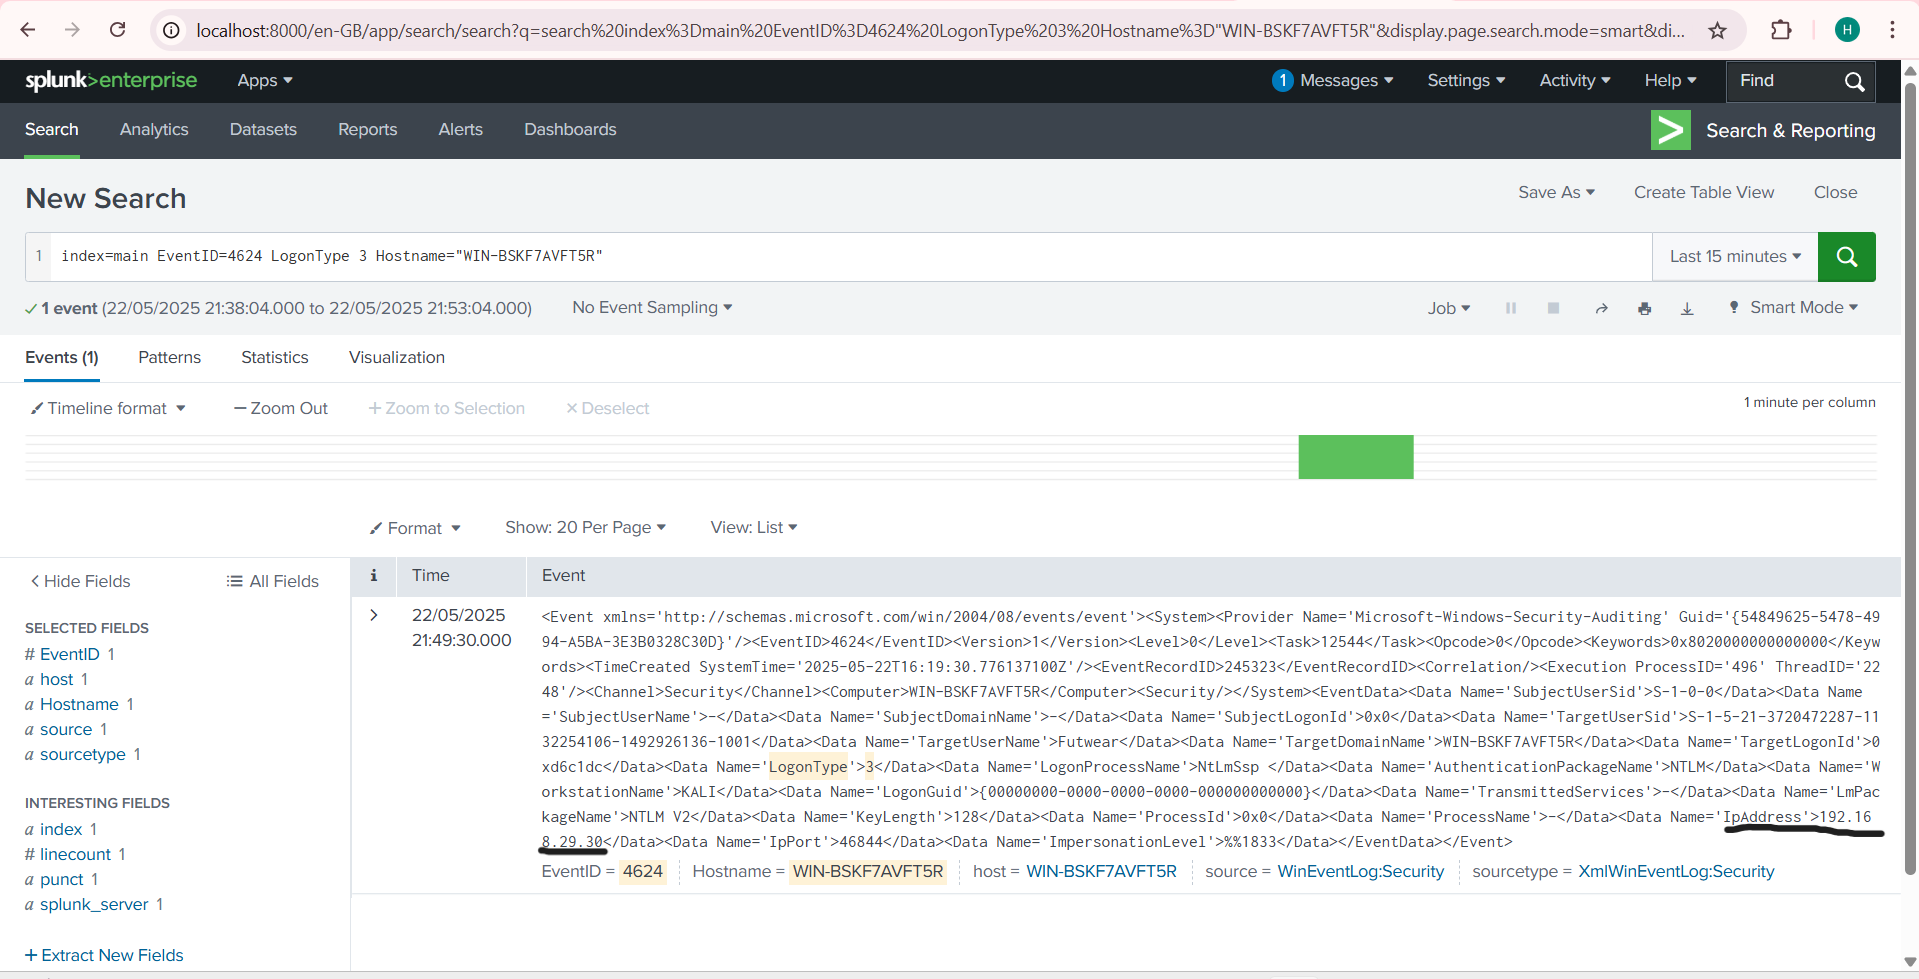 localhost:8000/en-GB/app/search/search?q=search%20index%3Dmain%20EventID%3D4624%20LogonType%203%20Hostname%3D"WIN-BSKF7AVFT5R"&display.page.search.mode=smart&di...
H
splunk>enterprise Apps
1 Messages Settings Activity Help Find
Search Analytics Datasets Reports Alerts Dashboards
> Search & Reporting
New Search
Save As Create Table View Close
1 index=main EventID=4624 LogonType 3 Hostname="WIN-BSKF7AVFT5R"
Last 15 minutes
✓ 1 event (22/05/2025 21:38:04.000 to 22/05/2025 21:53:04.000) No Event Sampling
Job Smart Mode
Events (1) Patterns Statistics Visualization
Timeline format — Zoom Out + Zoom to Selection × Deselect
1 minute per column
Format Show: 20 Per Page View: List
< Hide Fields All Fields
i Time Event
SELECTED FIELDS
# EventID 1
a host 1
a Hostname 1
a source 1
a sourcetype 1
INTERESTING FIELDS
a index 1
# linecount 1
a punct 1
a splunk_server 1
+ Extract New Fields
> 22/05/2025
21:49:30.000
<Event xmlns='http://schemas.microsoft.com/win/2004/08/events/event'><System><Provider Name='Microsoft-Windows-Security-Auditing' Guid='{54849625-5478-49
94-A5BA-3E3B0328C30D}'/><EventID>4624</EventID><Version>1</Version><Level>0</Level><Task>12544</Task><Opcode>0</Opcode><Keywords>0x8020000000000000</Keyw
ords><TimeCreated SystemTime='2025-05-22T16:19:30.776137100Z'/><EventRecordID>245323</EventRecordID><Correlation/><Execution ProcessID='496' ThreadID='22
48'/><Channel>Security</Channel><Computer>WIN-BSKF7AVFT5R</Computer><Security/></System><EventData><Data Name='SubjectUserSid'>S-1-0-0</Data><Data Name
='SubjectUserName'>-</Data><Data Name='SubjectDomainName'>-</Data><Data Name='SubjectLogonId'>0x0</Data><Data Name='TargetUserSid'>S-1-5-21-3720472287-11
32254106-1492926136-1001</Data><Data Name='TargetUserName'>Futwear</Data><Data Name='TargetDomainName'>WIN-BSKF7AVFT5R</Data><Data Name='TargetLogonId'>0
xd6c1dc</Data><Data Name='LogonType'>3</Data><Data Name='LogonProcessName'>NtLmSsp </Data><Data Name='AuthenticationPackageName'>NTLM</Data><Data Name='W
orkstationName'>KALI</Data><Data Name='LogonGuid'>{00000000-0000-0000-0000-000000000000}</Data><Data Name='TransmittedServices'>-</Data><Data Name='LmPac
kageName'>NTLM V2</Data><Data Name='KeyLength'>128</Data><Data Name='ProcessId'>0x0</Data><Data Name='ProcessName'>-</Data><Data Name='IpAddress'>192.16
8.29.30</Data><Data Name='IpPort'>46844</Data><Data Name='ImpersonationLevel'>%%1833</Data></EventData></Event>
EventID = 4624 Hostname = WIN-BSKF7AVFT5R host = WIN-BSKF7AVFT5R source = WinEventLog:Security sourcetype = XmlWinEventLog:Security